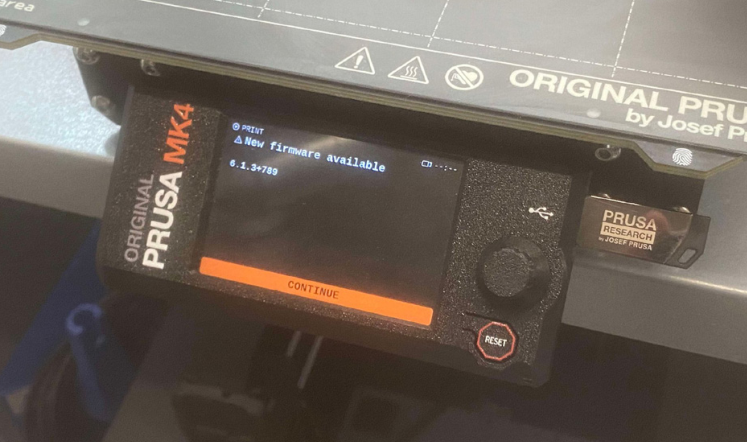 area
ORIGINAL PRU
by Josef P
ORIGINAL
PRUSA MK4
PRINT
New firmware available
--:--
6.1.3+789
CONTINUE
RESET
PRUSA
RESEARCH
by JOSEF PRUSA